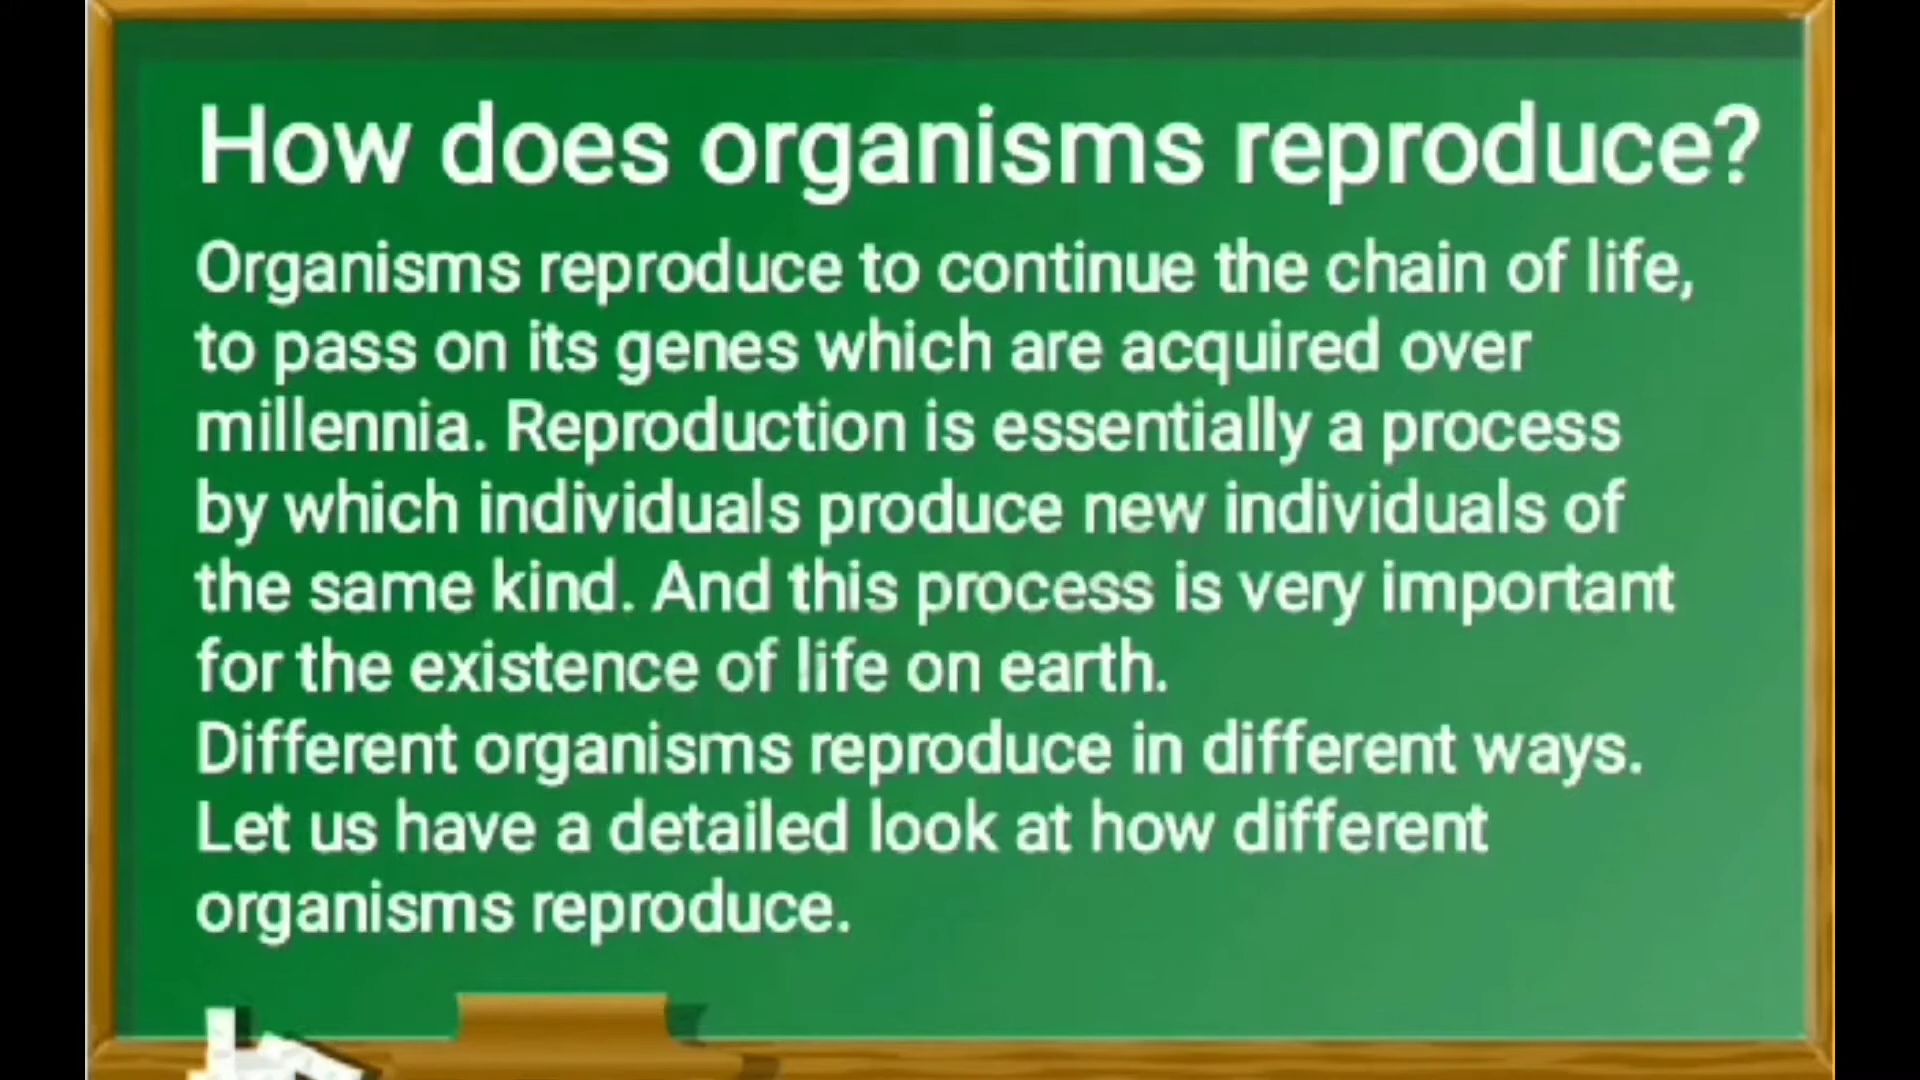 How does organisms reproduce?
Organisms reproduce to continue the chain of life,
to pass on its genes which are acquired over
millennia. Reproduction is essentially a process
by which individuals produce new individuals of
the same kind. And this process is very important
for the existence of life on earth.
Different organisms reproduce in different ways.
Let us have a detailed look at how different
organisms reproduce.